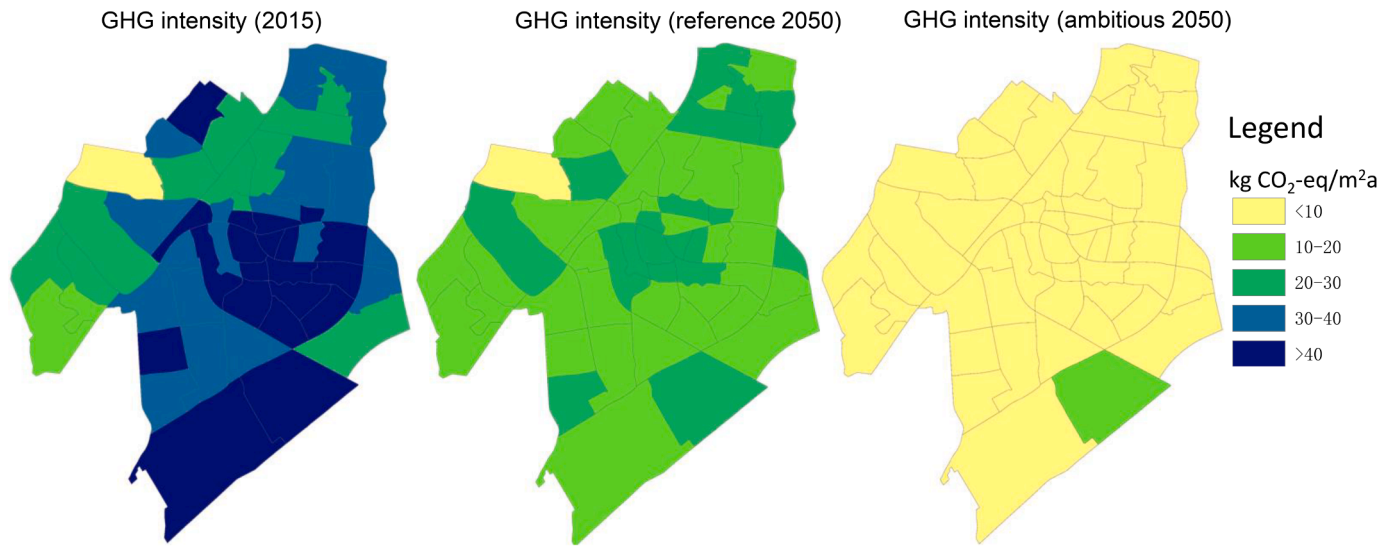 GHG intensity (2015)
GHG intensity (reference 2050)
GHG intensity (ambitious 2050)
Legend
kg CO₂-eq/m²a
<10
10-20
20-30
30-40
>40